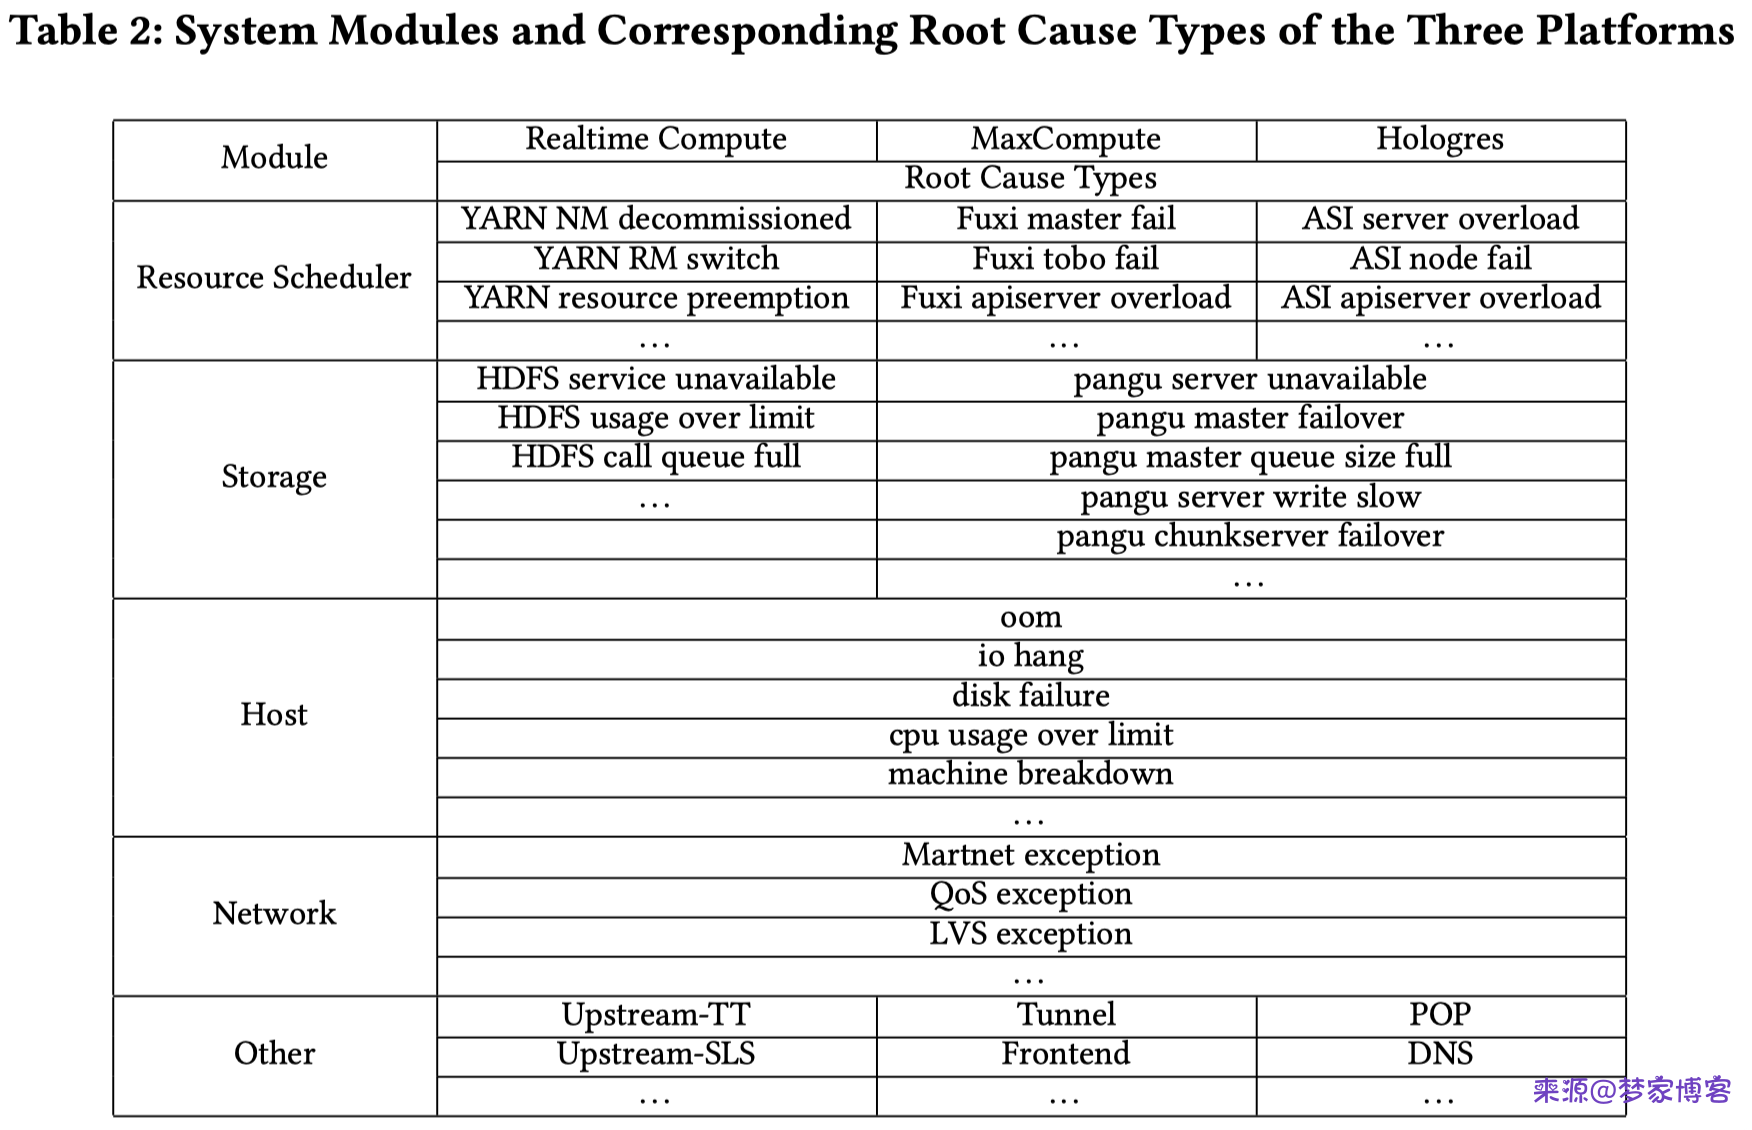 Table 2: System Modules and Corresponding Root Cause Types of the Three Platforms
Module
Realtime Compute MaxCompute Hologres
Root Cause Types
Resource Scheduler
YARN NM decommissioned Fuxi master fail ASI server overload
YARN RM switch Fuxi tobo fail ASI node fail
YARN resource preemption Fuxi apiserver overload ASI apiserver overload
... ... ...
Storage
HDFS service unavailable pangu server unavailable
HDFS usage over limit pangu master failover
HDFS call queue full pangu master queue size full
... pangu server write slow
pangu chunkserver failover
...
Host
oom
io hang
disk failure
cpu usage over limit
machine breakdown
...
Network
Martnet exception
QoS exception
LVS exception
...
Other
Upstream-TT Tunnel POP
Upstream-SLS Frontend DNS
... ... ...
来源@梦家博客